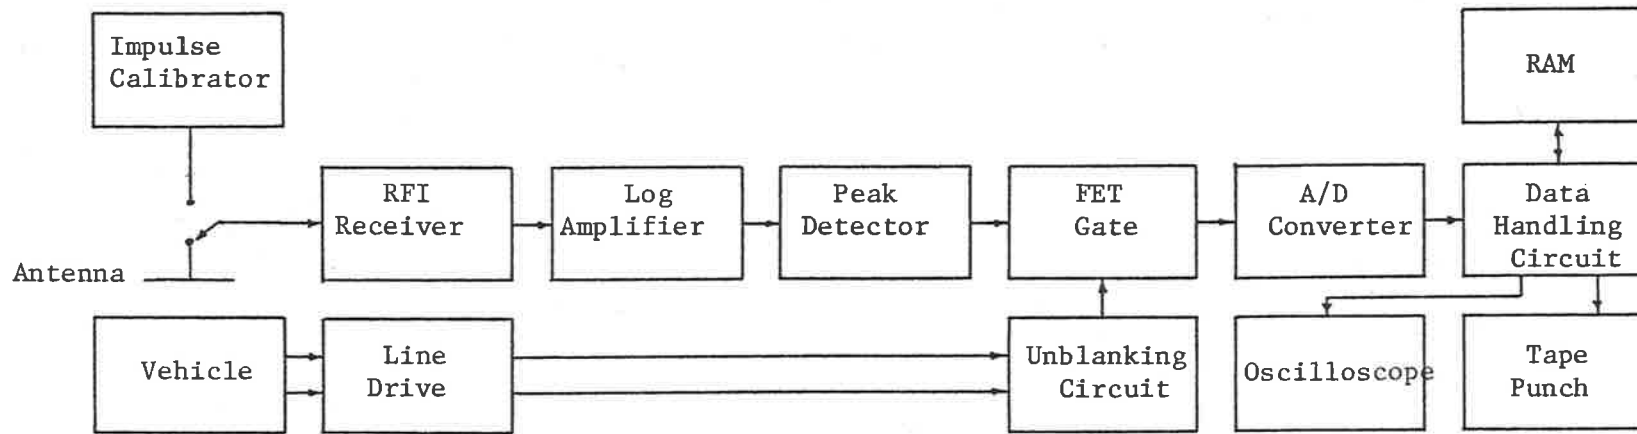 Impulse
Calibrator
RAM
RFI
Receiver
Log
Amplifier
Peak
Detector
FET
Gate
A/D
Converter
Data
Handling
Circuit
Antenna
Vehicle
Line
Drive
Unblanking
Circuit
Oscilloscope
Tape
Punch